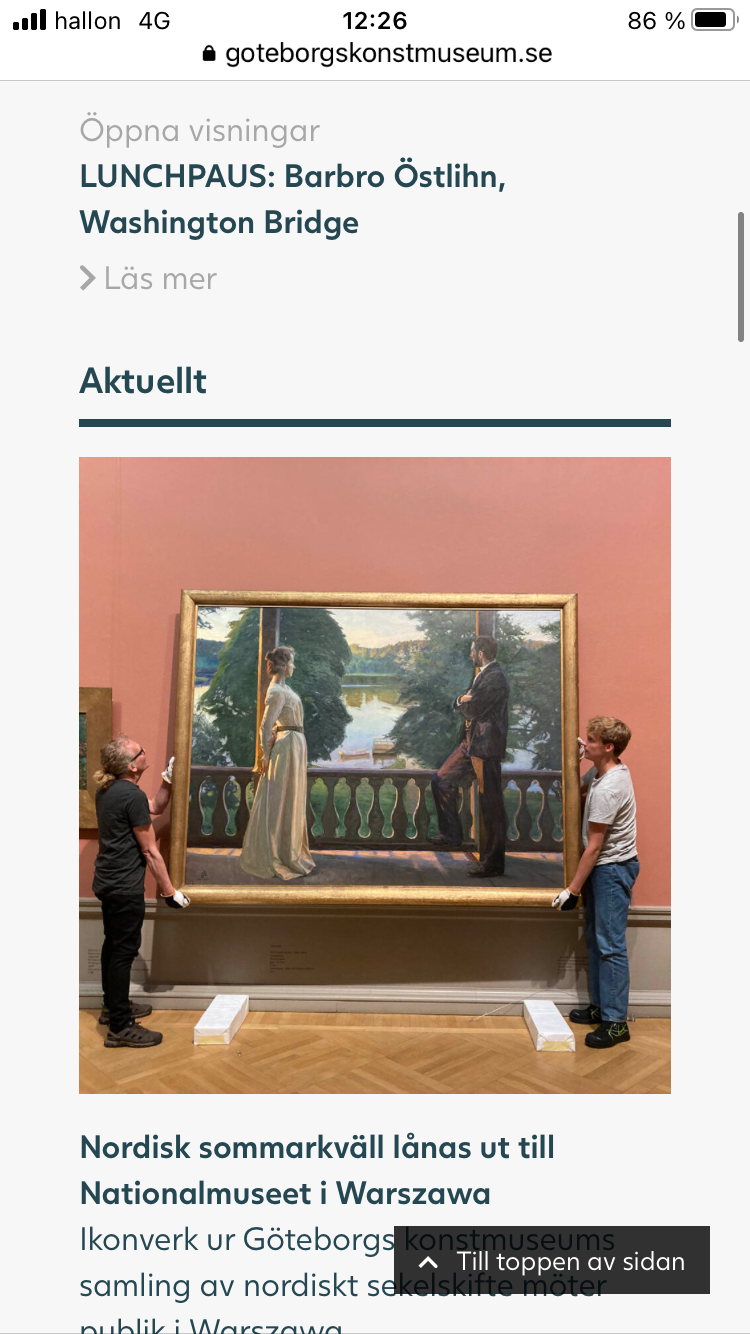 hallon 4G 12:26 86 %
goteborgskonstmuseum.se
Öppna visningar
LUNCHPAUS: Barbro Östlihn,
Washington Bridge
Läs mer
Aktuellt
Nordisk sommarkväll lånas ut till
Nationalmuseet i Warszawa
Ikonverk ur Göteborgs konstmuseums
samling av nordiskt sekelskifte möter
publik i Warszawa
Till toppen av sidan